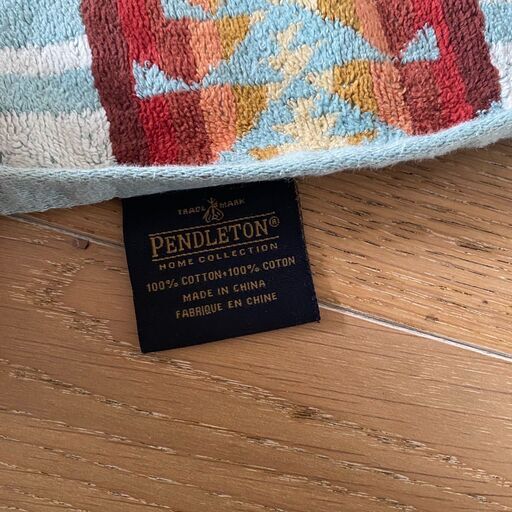 TRADE MARK
PENDLETON®
HOME COLLECTION
100% COTTON•100% COTON
MADE IN CHINA
FABRIQUE EN CHINE